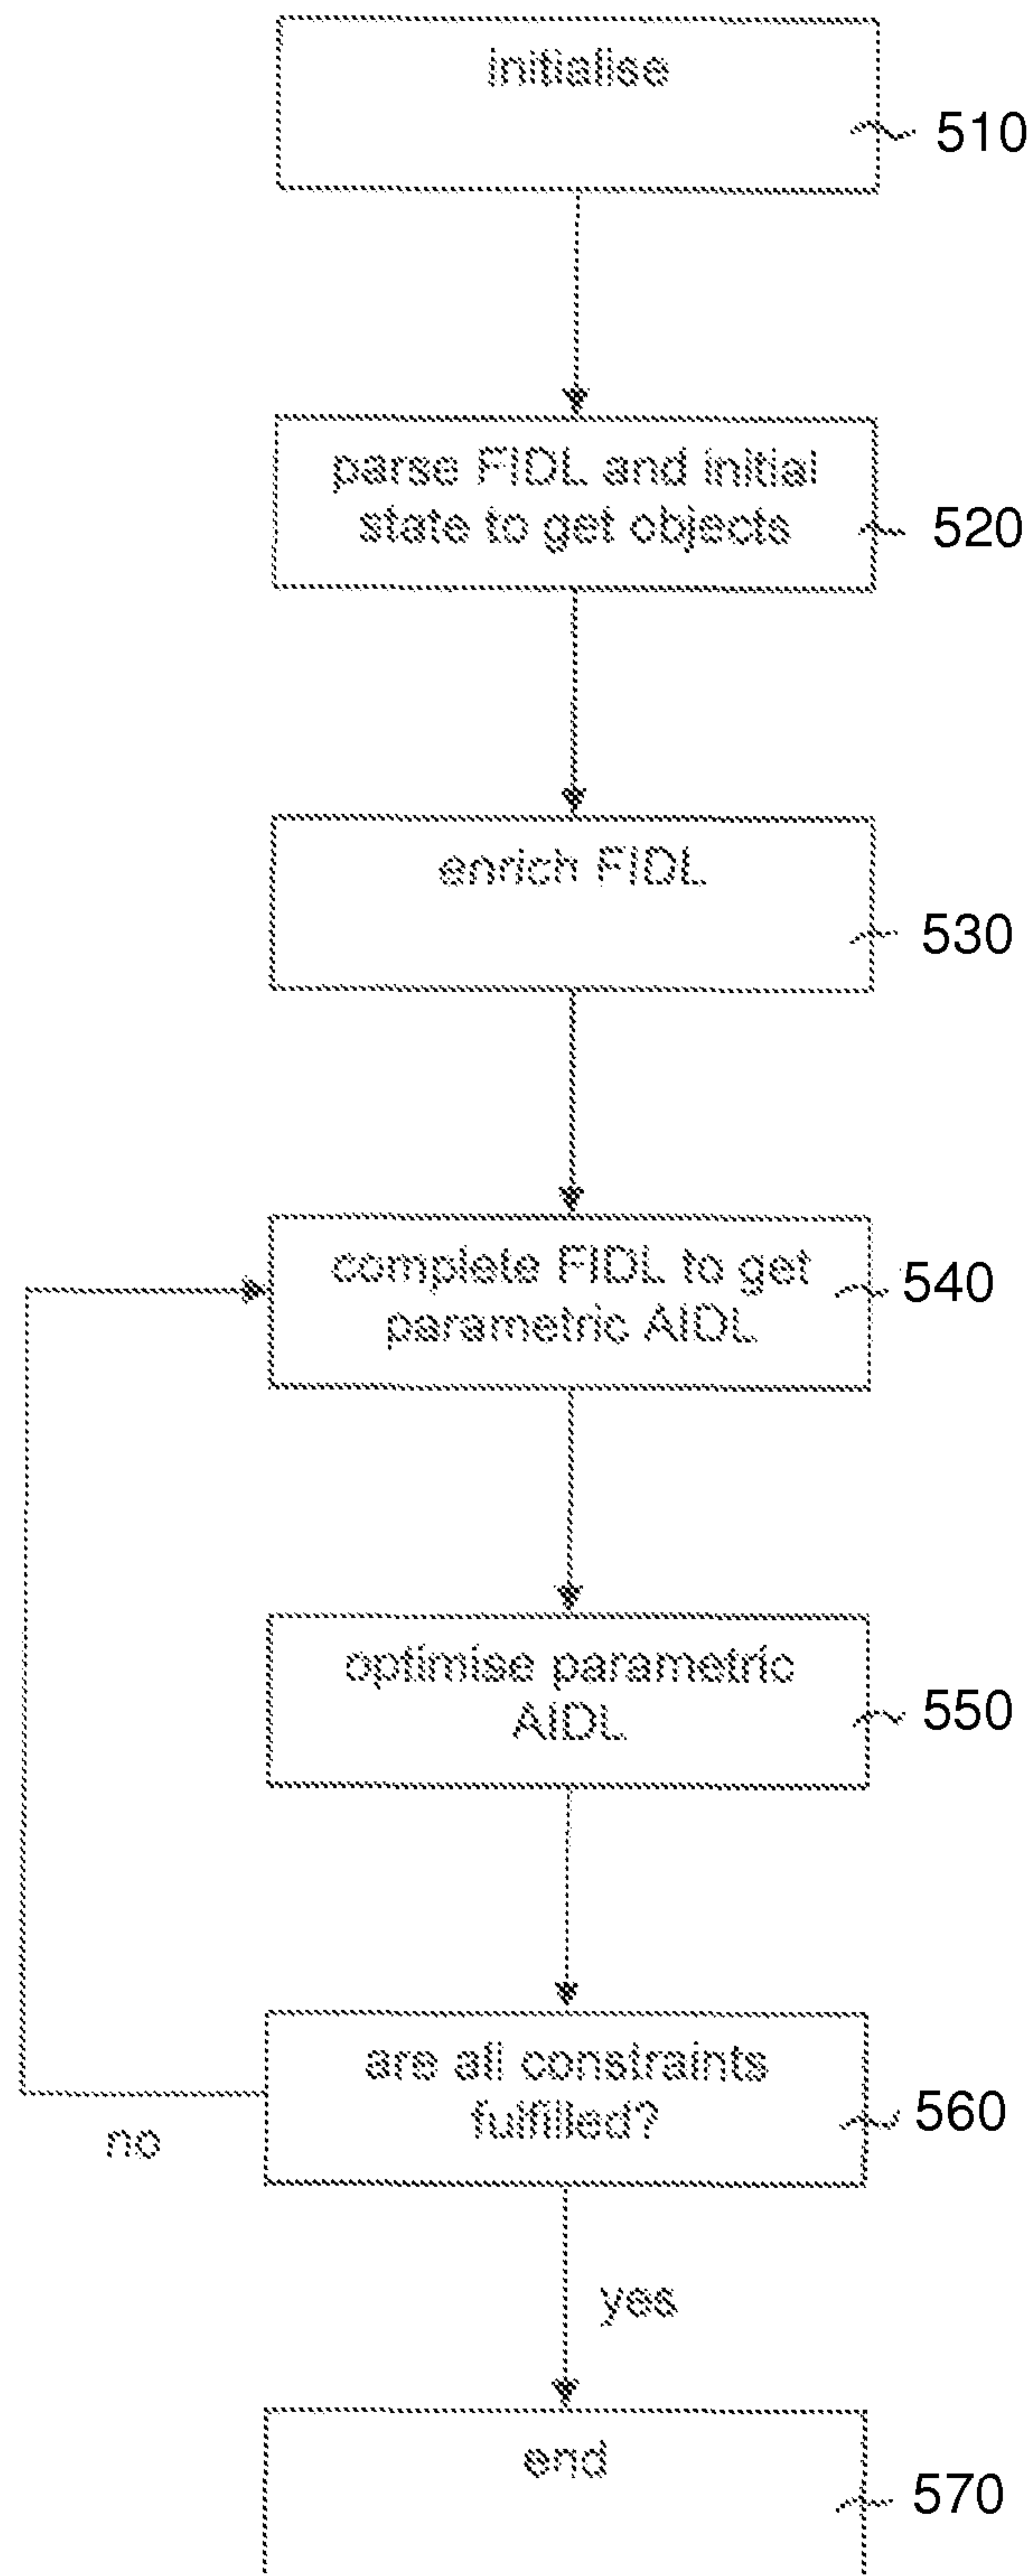 initialise
510
parse FIDL and initial
state to get objects
520
enrich FIDL
530
complete FIDL to get
parametric AIDL
540
optimise parametric
AIDL
550
are all constraints
fulfilled?
560
no
yes
end
570